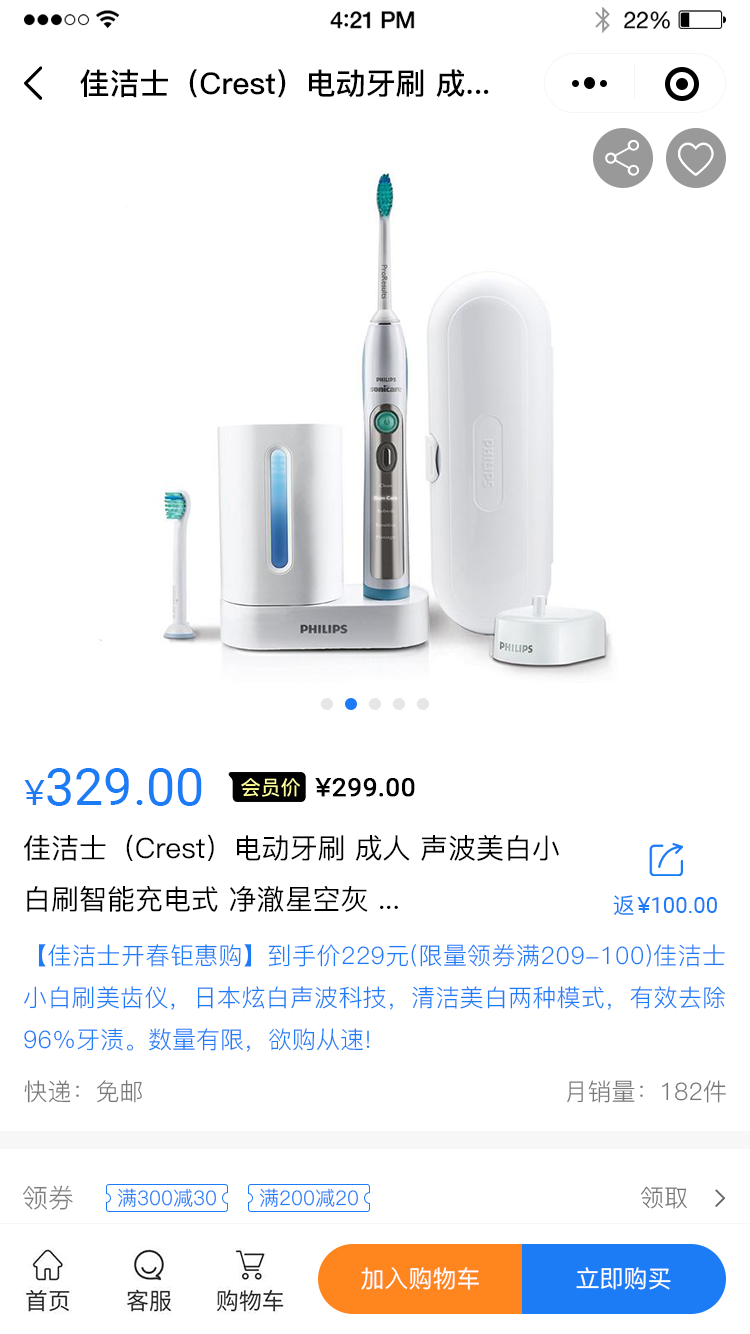 4:21 PM
22%
佳洁士（Crest）电动牙刷 成...
ProResults
PHILIPS
sonicare
PHILIPS
PHILIPS
PHILIPS
¥329.00
会员价 ¥299.00
佳洁士（Crest）电动牙刷 成人 声波美白小
白刷智能充电式 净澈星空灰 ...
返¥100.00
【佳洁士开春钜惠购】到手价229元(限量领券满209-100)佳洁士
小白刷美齿仪，日本炫白声波科技，清洁美白两种模式，有效去除
96%牙渍。数量有限，欲购从速!
快递：免邮
月销量：182件
领券
满300减30
满200减20
领取
首页
客服
购物车
加入购物车
立即购买